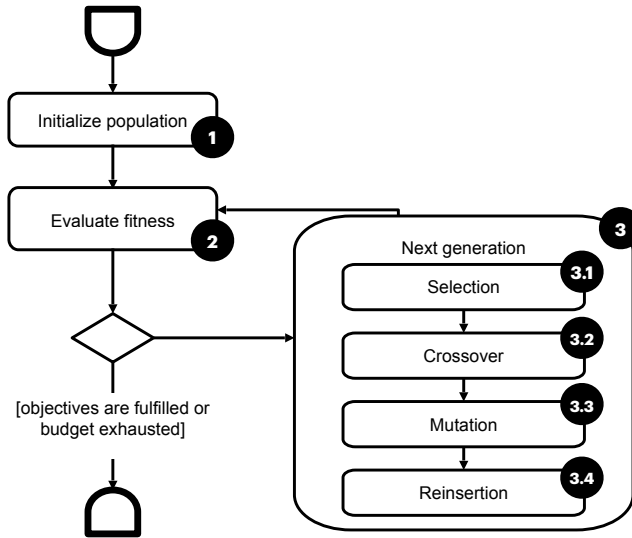 Initialize population
1
Evaluate fitness
2
3
Next generation
3.1
Selection
3.2
Crossover
3.3
Mutation
3.4
Reinsertion
[objectives are fulfilled or
budget exhausted]